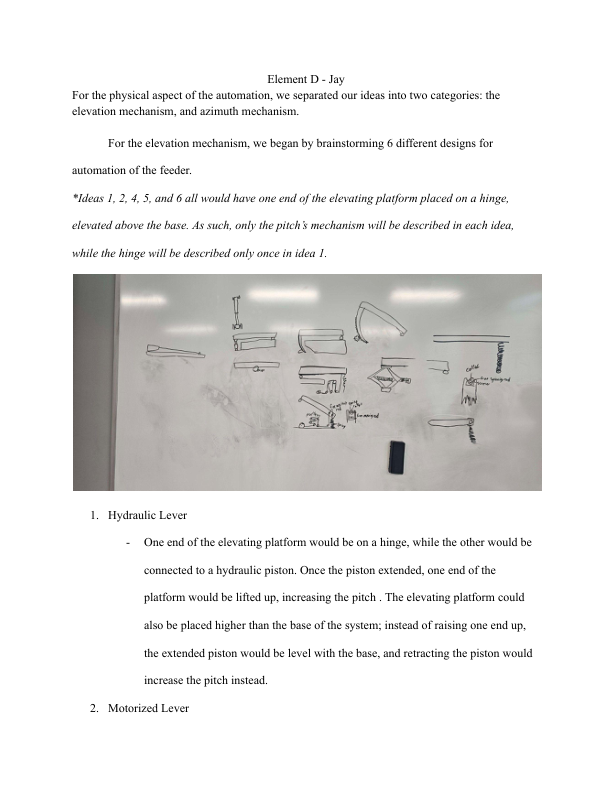 Element D - Jay
For the physical aspect of the automation, we separated our ideas into two categories: the
elevation mechanism, and azimuth mechanism.
For the elevation mechanism, we began by brainstorming 6 different designs for
automation of the feeder.
*Ideas 1, 2, 4, 5, and 6 all would have one end of the elevating platform placed on a hinge,
elevated above the base. As such, only the pitch’s mechanism will be described in each idea,
while the hinge will be described only once in idea 1.
1. Hydraulic Lever
- One end of the elevating platform would be on a hinge, while the other would be
connected to a hydraulic piston. Once the piston extended, one end of the
platform would be lifted up, increasing the pitch . The elevating platform could
also be placed higher than the base of the system; instead of raising one end up,
the extended piston would be level with the base, and retracting the piston would
increase the pitch instead.
2. Motorized Lever